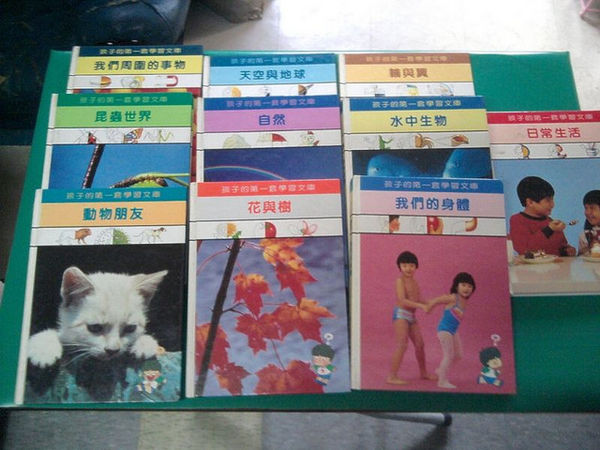 孩子的第一套學習文庫
我們周圍的事物
孩子的第一套學習文庫
天空與地球
孩子的第一套學習文庫
輪與翼
孩子的第一套學習文庫
昆蟲世界
孩子的第一套學習文庫
自然
孩子的第一套學習文庫
水中生物
孩子的第一套學習文庫
日常生活
孩子的第一套學習文庫
動物朋友
孩子的第一套學習文庫
花與樹
孩子的第一套學習文庫
我們的身體